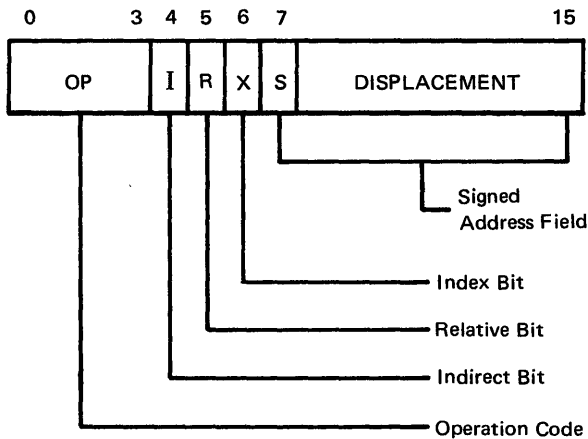 0 3 4 5 6 7 15
OP I R X S DISPLACEMENT
Signed
Address Field
Index Bit
Relative Bit
Indirect Bit
Operation Code